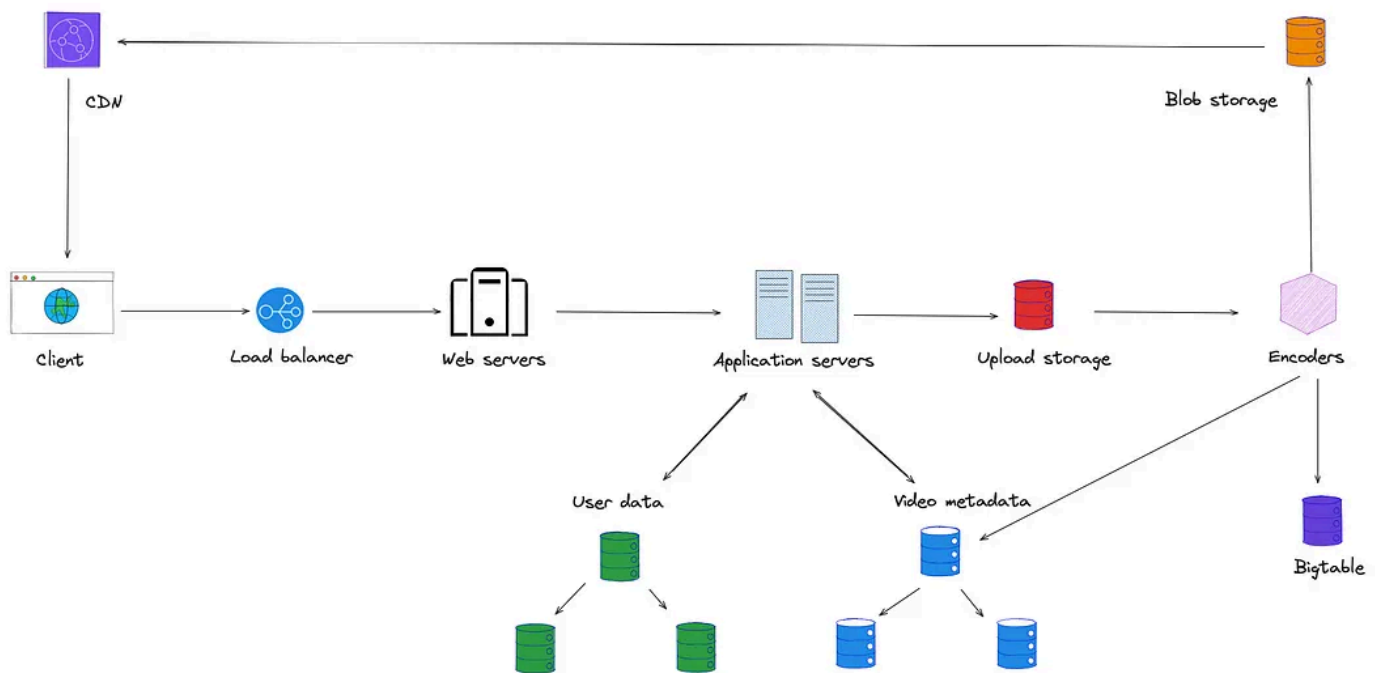 CDN
Blob storage
Client
Load balancer
Web servers
Application servers
Upload storage
Encoders
User data
Video metadata
Bigtable